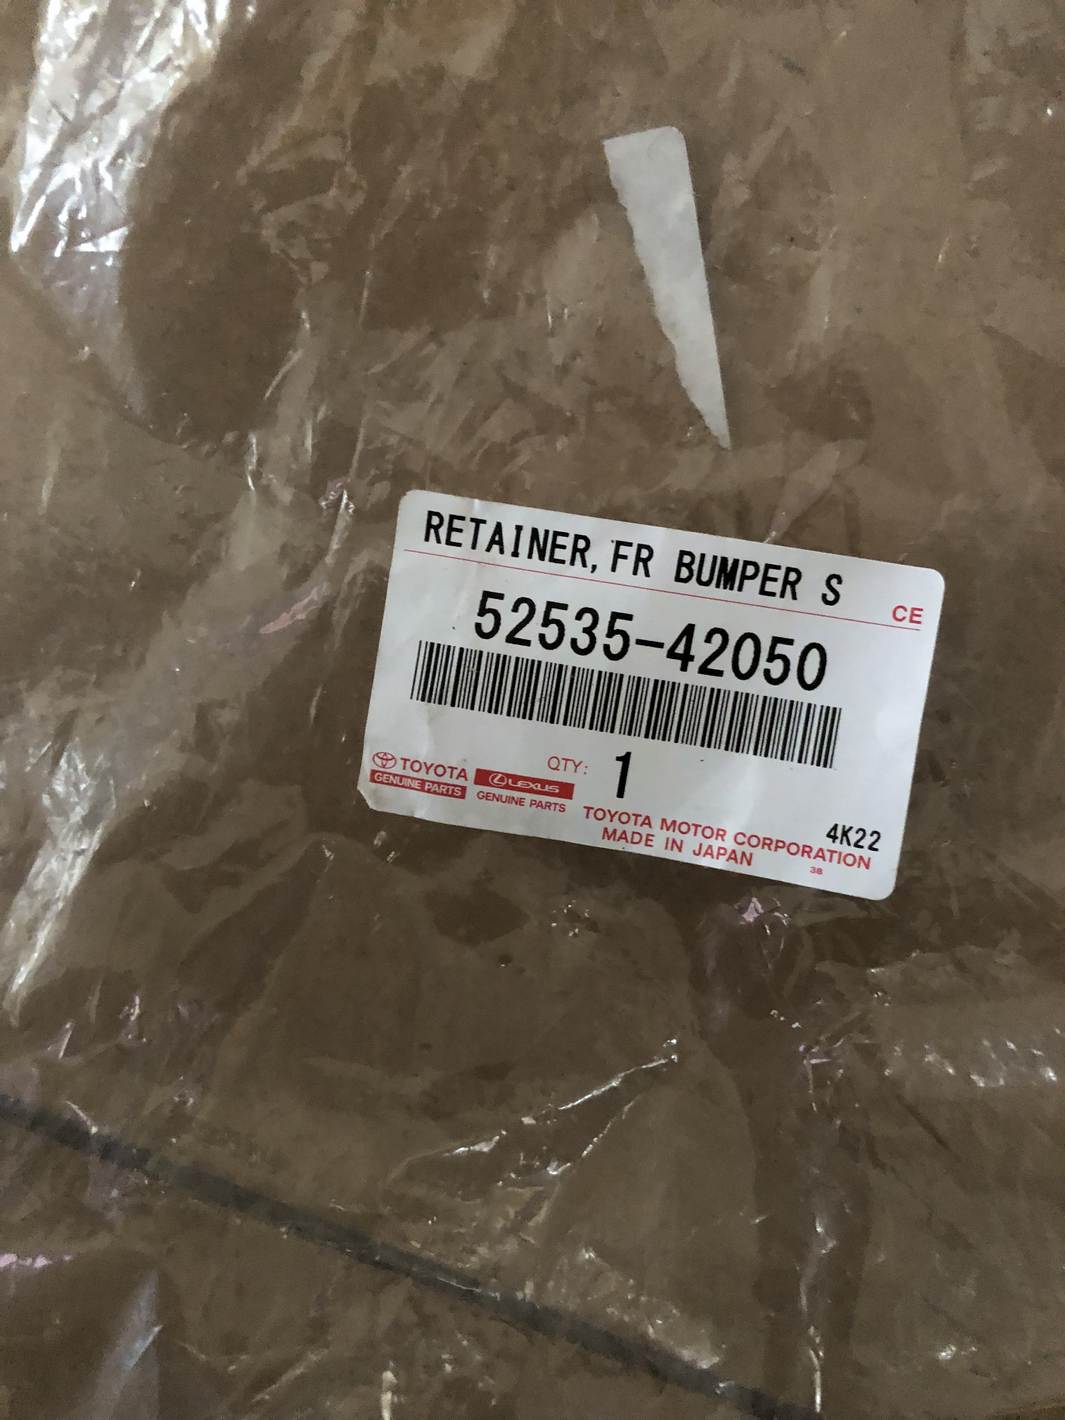 RETAINER, FR BUMPER S
CE
52535-42050
TOYOTA
GENUINE PARTS
LEXUS
GENUINE PARTS
QTY: 1
4K22
TOYOTA MOTOR CORPORATION
MADE IN JAPAN
38